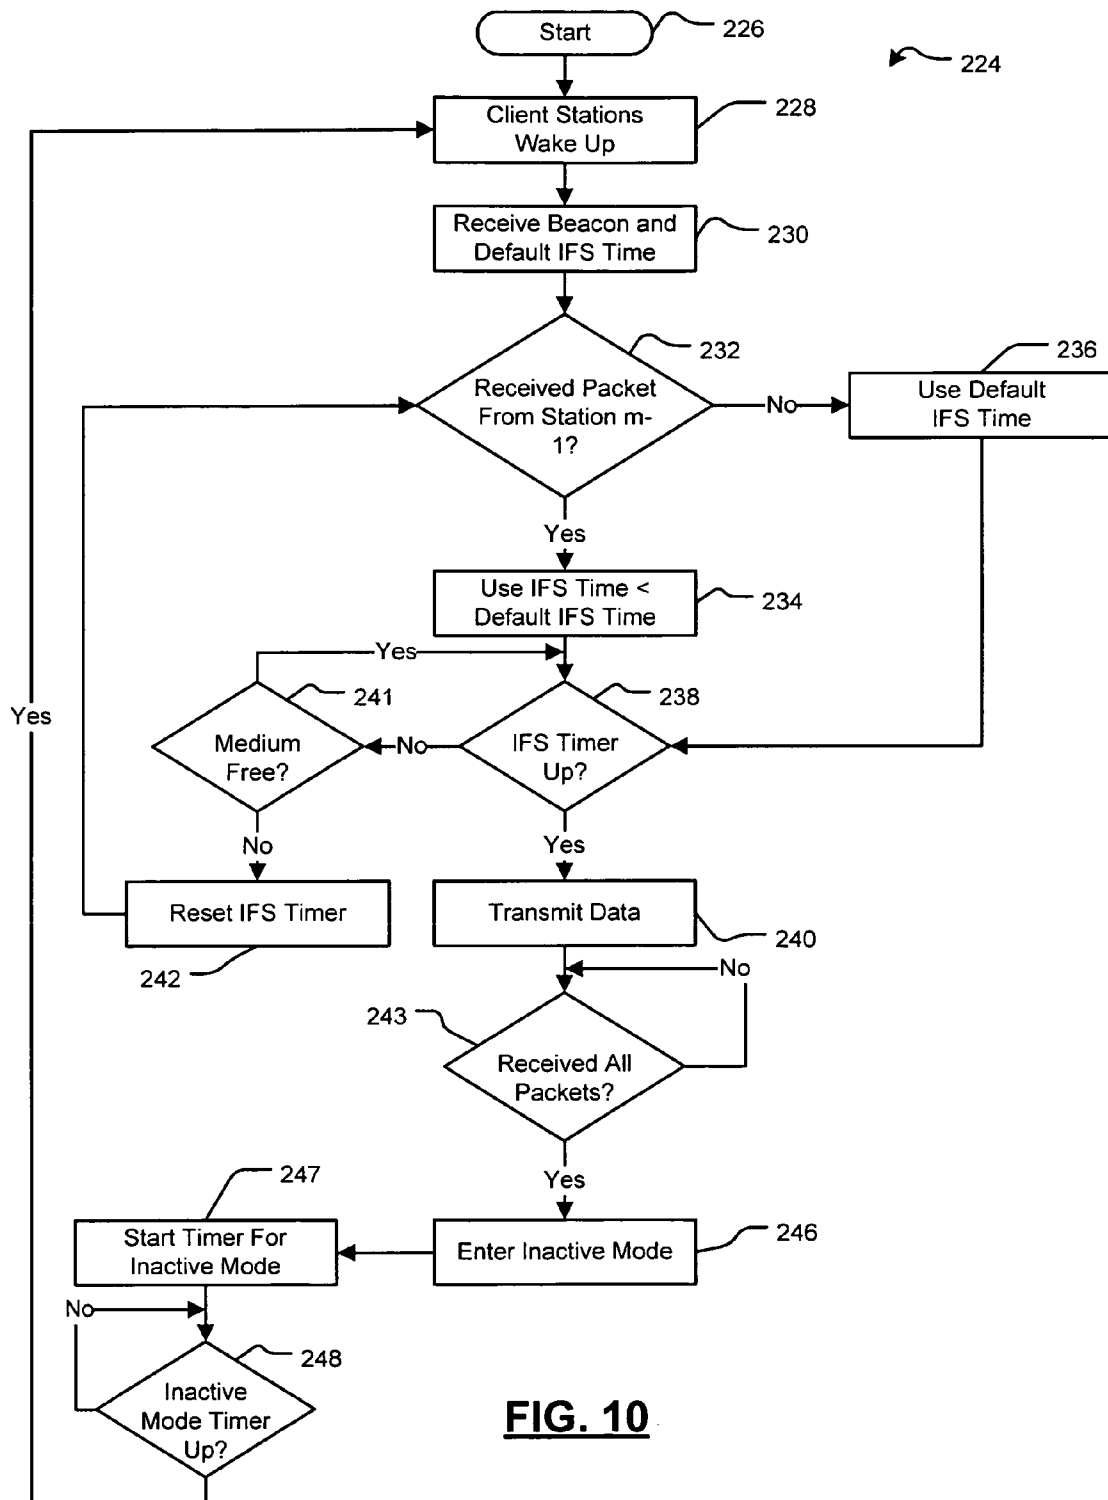 Start
226
224
Client Stations
Wake Up
228
Receive Beacon and
Default IFS Time
230
232
236
Received Packet
From Station m-
1?
No
Use Default
IFS Time
Yes
Use IFS Time <
Default IFS Time
234
Yes
241
238
Yes
Medium
Free?
No
IFS Timer
Up?
No
Yes
Reset IFS Timer
Transmit Data
242
240
No
243
Received All
Packets?
Yes
247
Start Timer For
Inactive Mode
Enter Inactive Mode
246
No
248
Inactive
Mode Timer
Up?
FIG. 10